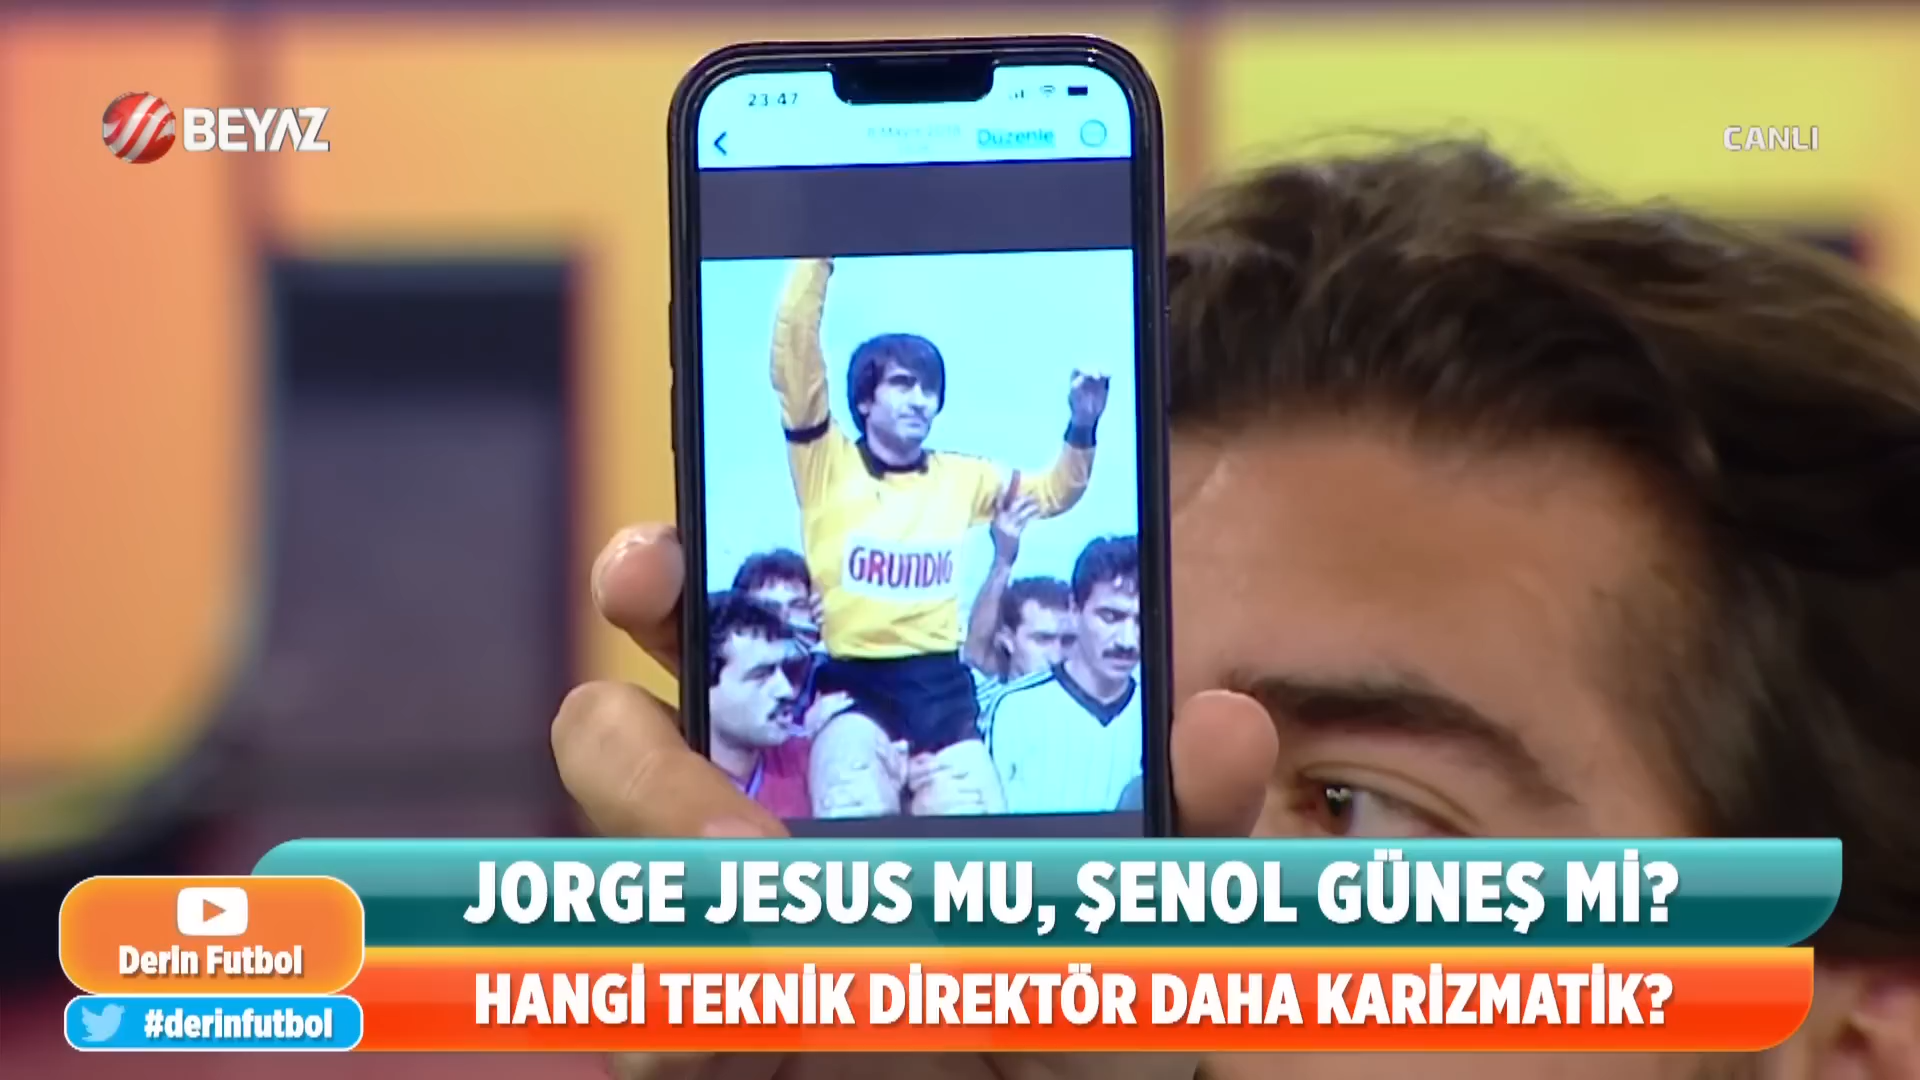 BEYAZ
CANLI
23:47
Düzenle
GRUNDIG
JORGE JESUS MU, ŞENOL GÜNEŞ Mİ?
HANGİ TEKNİK DİREKTÖR DAHA KARİZMATİK?
Derin Futbol
#derinfutbol